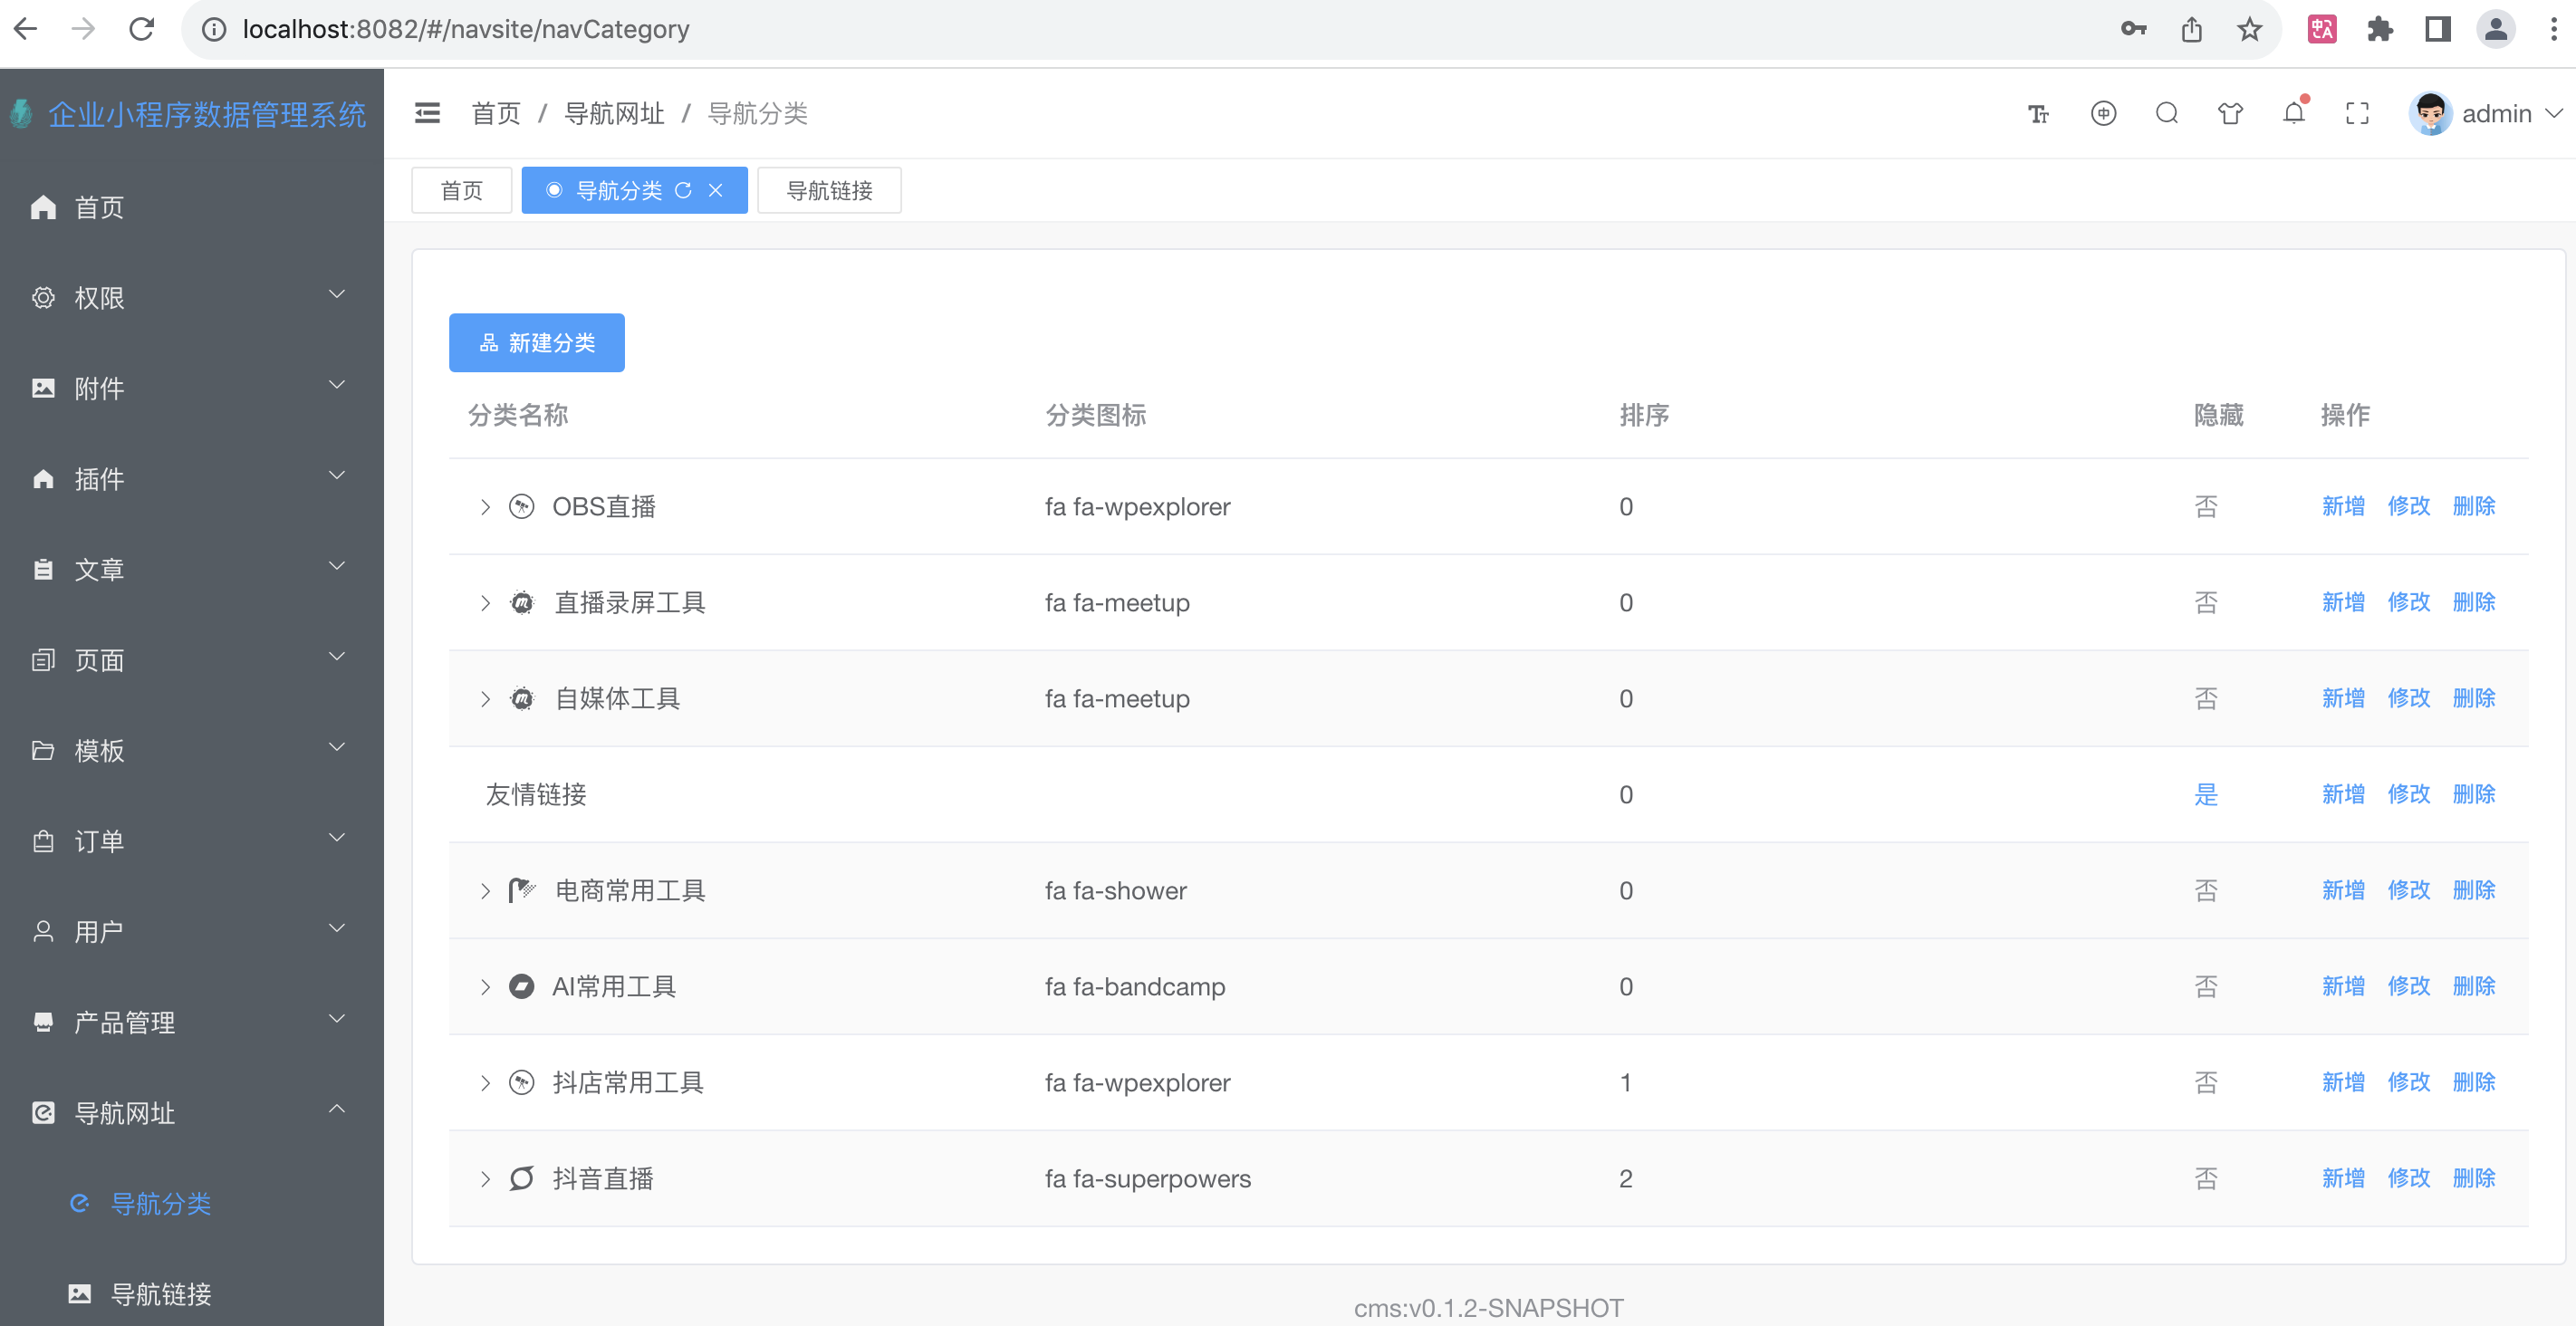 localhost:8082/#/navsite/navCategory
企业小程序数据管理系统
首页
权限
附件
插件
文章
页面
模板
订单
用户
产品管理
导航网址
导航分类
导航链接
首页 / 导航网址 / 导航分类
admin
首页 导航分类 导航链接
新建分类
分类名称 分类图标 排序 隐藏 操作
OBS直播 fa fa-wpexplorer 0 否 新增 修改 删除
直播录屏工具 fa fa-meetup 0 否 新增 修改 删除
自媒体工具 fa fa-meetup 0 否 新增 修改 删除
友情链接 0 是 新增 修改 删除
电商常用工具 fa fa-shower 0 否 新增 修改 删除
AI常用工具 fa fa-bandcamp 0 否 新增 修改 删除
抖店常用工具 fa fa-wpexplorer 1 否 新增 修改 删除
抖音直播 fa fa-superpowers 2 否 新增 修改 删除
cms:v0.1.2-SNAPSHOT